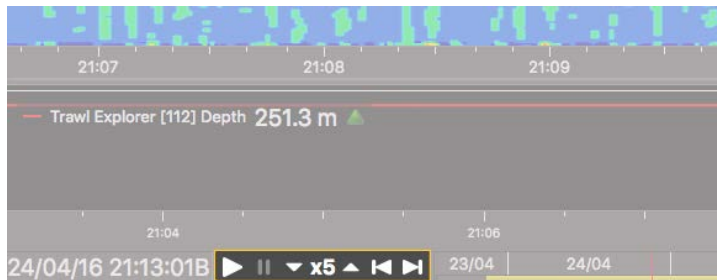 21:07 21:08 21:09
Trawl Explorer [112] Depth 251.3 m
21:04 21:06
24/04/16 21:13:01B x5 23/04 24/04